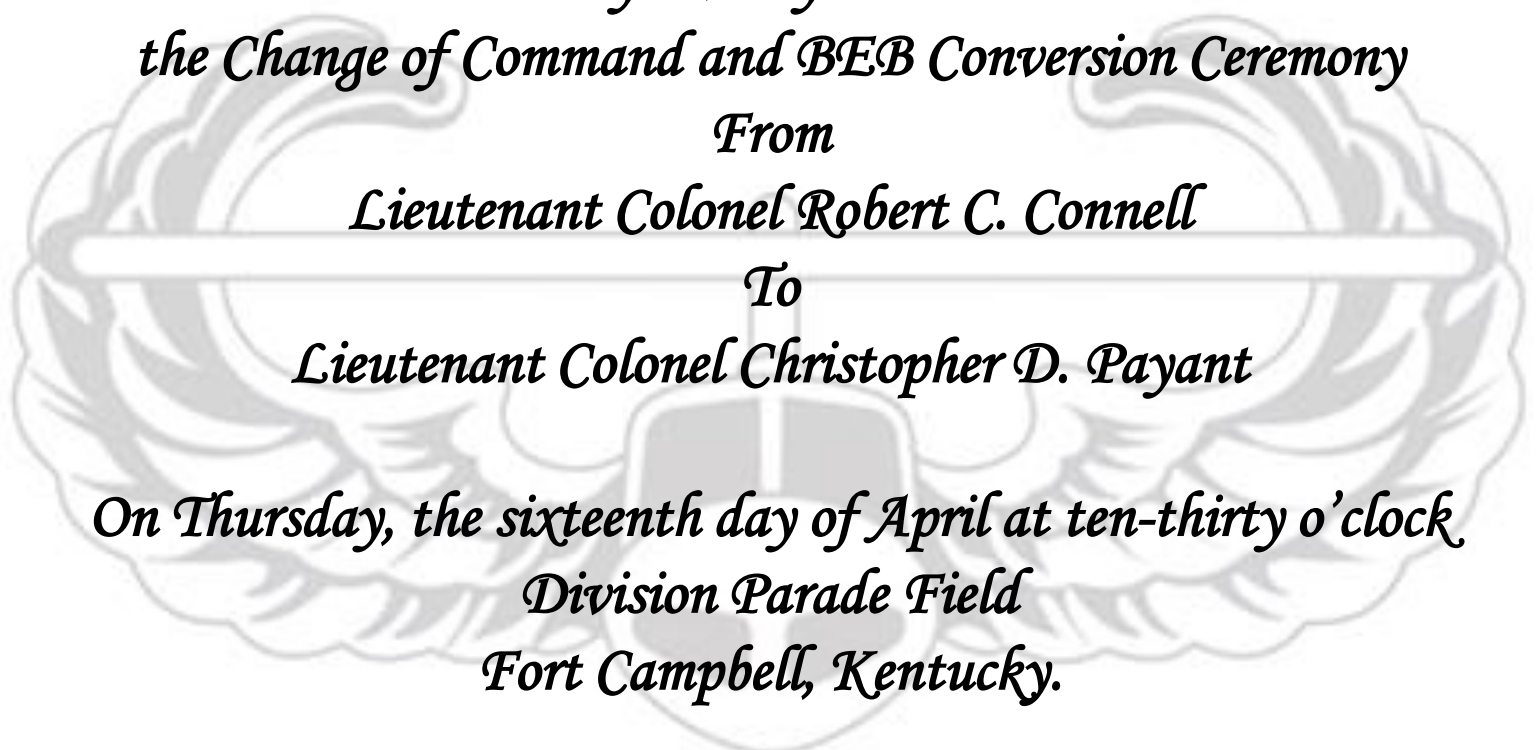 the Change of Command and BEB Conversion Ceremony
From
Lieutenant Colonel Robert C. Connell
To
Lieutenant Colonel Christopher D. Payant
On Thursday, the sixteenth day of April at ten-thirty o’clock
Division Parade Field
Fort Campbell, Kentucky.